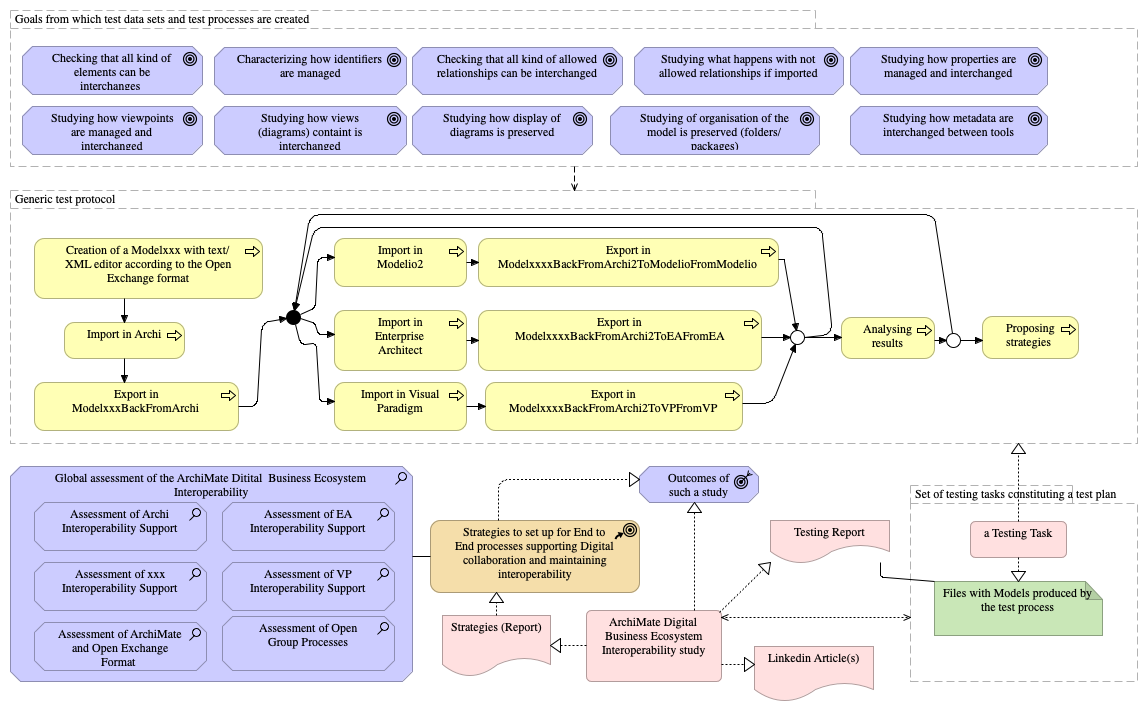 Goals from which test data sets and test processes are created
Checking that all kind of
elements can be
interchanges
Characterizing how identifiers
are managed
Checking that all kind of allowed
relationships can be interchanged
Studying what happens with not
allowed relationships if imported
Studying how properties are
managed and interchanged
Studying how viewpoints
are managed and
interchanged
Studying how views
(diagrams) containt is
interchanged
Studying how display of
diagrams is preserved
Studying of organisation of the
model is preserved (folders/
packages)
Studying how metadata are
interchanged between tools
Generic test protocol
Creation of a Modelxxx with text/
XML editor according to the Open
Exchange format
Import in Archi
Export in
ModelxxxBackFromArchi
Import in
Modelio2
Export in
ModelxxxxBackFromArchi2ToModelioFromModelio
Import in
Enterprise
Architect
Export in
ModelxxxxBackFromArchi2ToEAFromEA
Import in Visual
Paradigm
Export in
ModelxxxxBackFromArchi2ToVPFromVP
Analysing
results
Proposing
strategies
Global assessment of the ArchiMate Ditital  Business Ecosystem
Interoperability
Assessment of Archi
Interoperability Support
Assessment of EA
Interoperability Support
Assessment of xxx
Interoperability Support
Assessment of VP
Interoperability Support
Assessment of ArchiMate
and Open Exchange
Format
Assessment of Open
Group Processes
Outcomes of
such a study
Strategies to set up for End to
End processes supporting Digital
collaboration and maintaining
interoperability
Strategies (Report)
ArchiMate Digital
Business Ecosystem
Interoperability study
Testing Report
Linkedin Article(s)
Set of testing tasks constituting a test plan
a Testing Task
Files with Models produced by
the test process